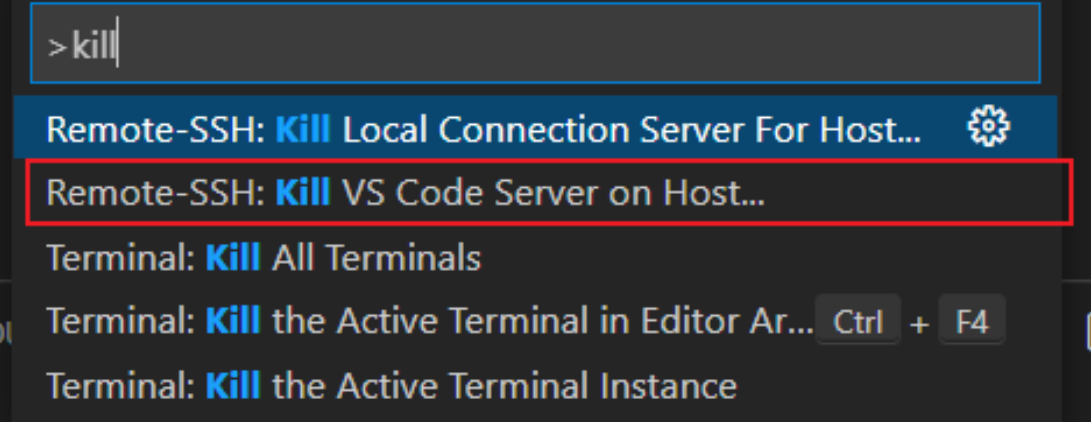 >kill
Remote-SSH: Kill Local Connection Server For Host...
Remote-SSH: Kill VS Code Server on Host...
Terminal: Kill All Terminals
Terminal: Kill the Active Terminal in Editor Ar... Ctrl + F4
Terminal: Kill the Active Terminal Instance